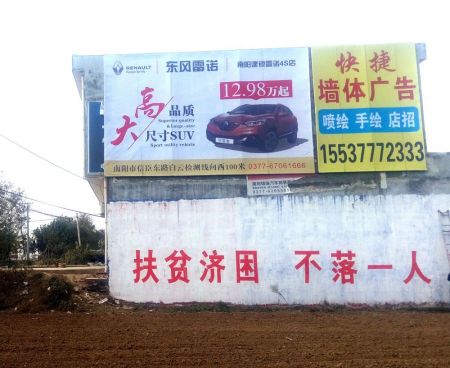 RENAULT
东风雷诺
南阳建硕雷诺4S店
12.98万起
高大
品质
Superior quality
& large-size
尺寸SUV
Sport utility vehicle
南阳市信臣东路白云检测线向西100米 0377-67061666
快捷
墙体广告
喷绘 手绘 店招
15537772333
扶贫济困 不落一人